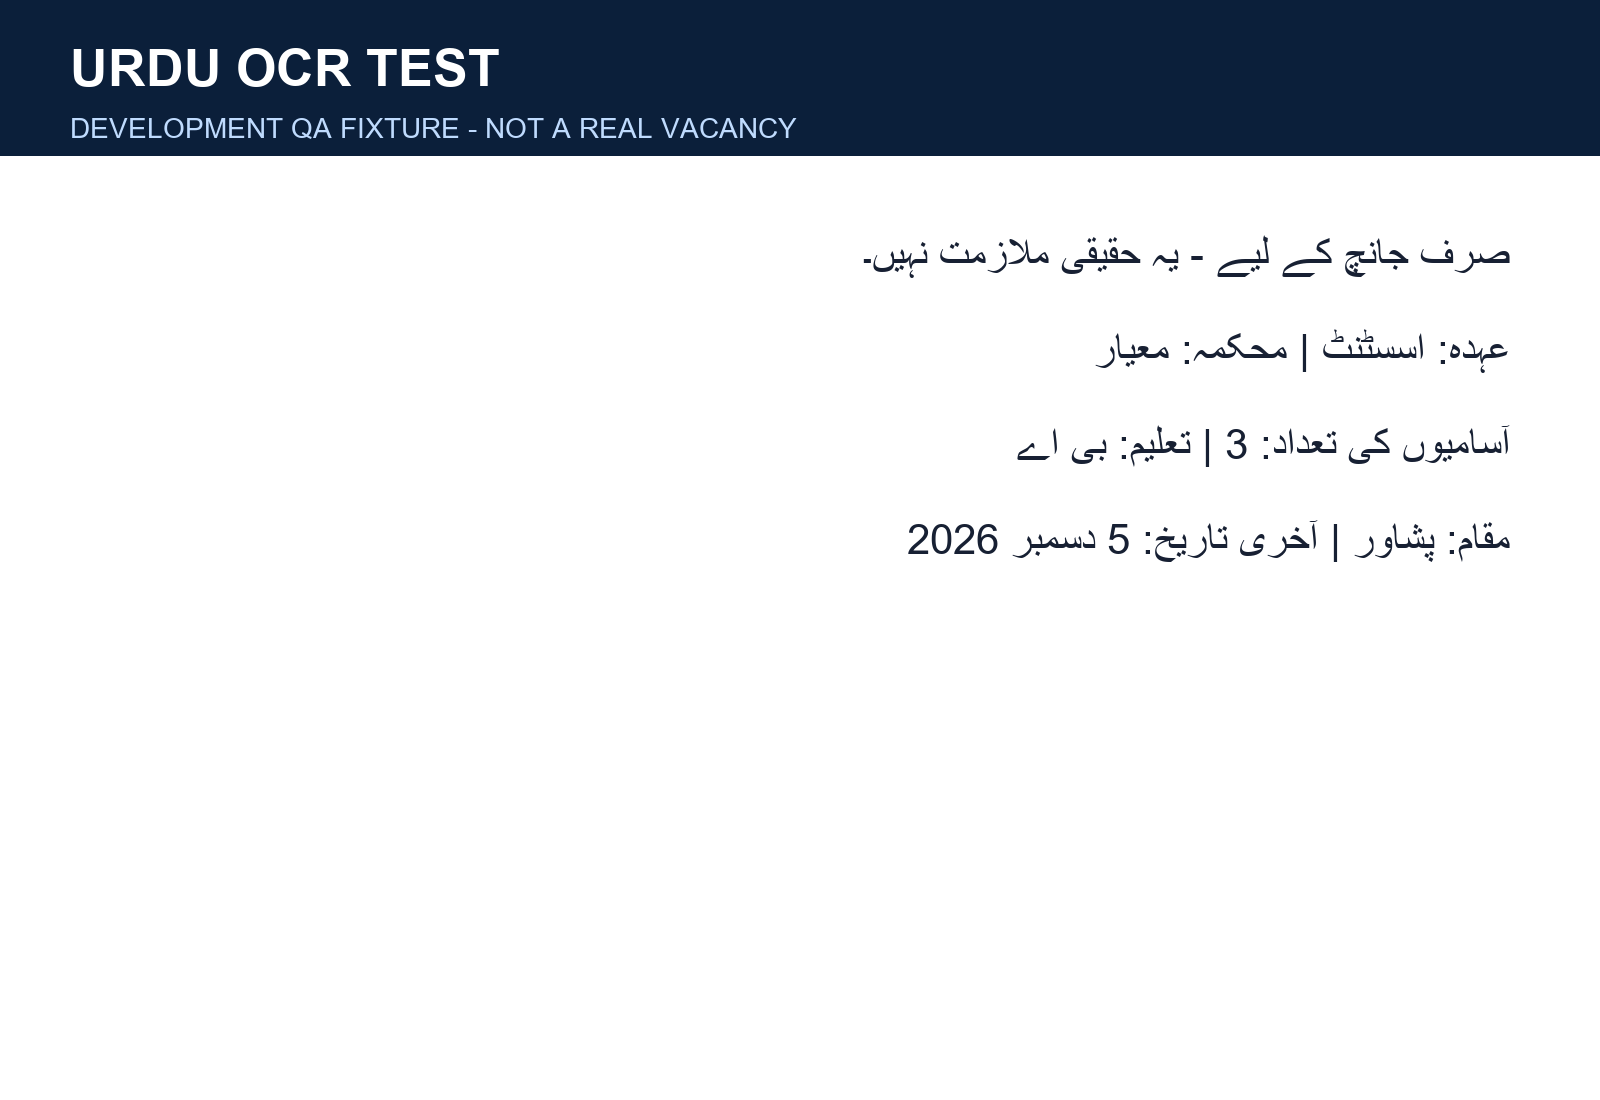 URDU OCR TEST
DEVELOPMENT QA FIXTURE - NOT A REAL VACANCY
صرف جانچ کے لیے - یہ حقیقی ملازمت نہیں۔
عہدہ: اسسٹنٹ | محکمہ: معیار
آسامیوں کی تعداد: 3 | تعلیم: بی اے
مقام: پشاور | آخری تاریخ: 5 دسمبر 2026